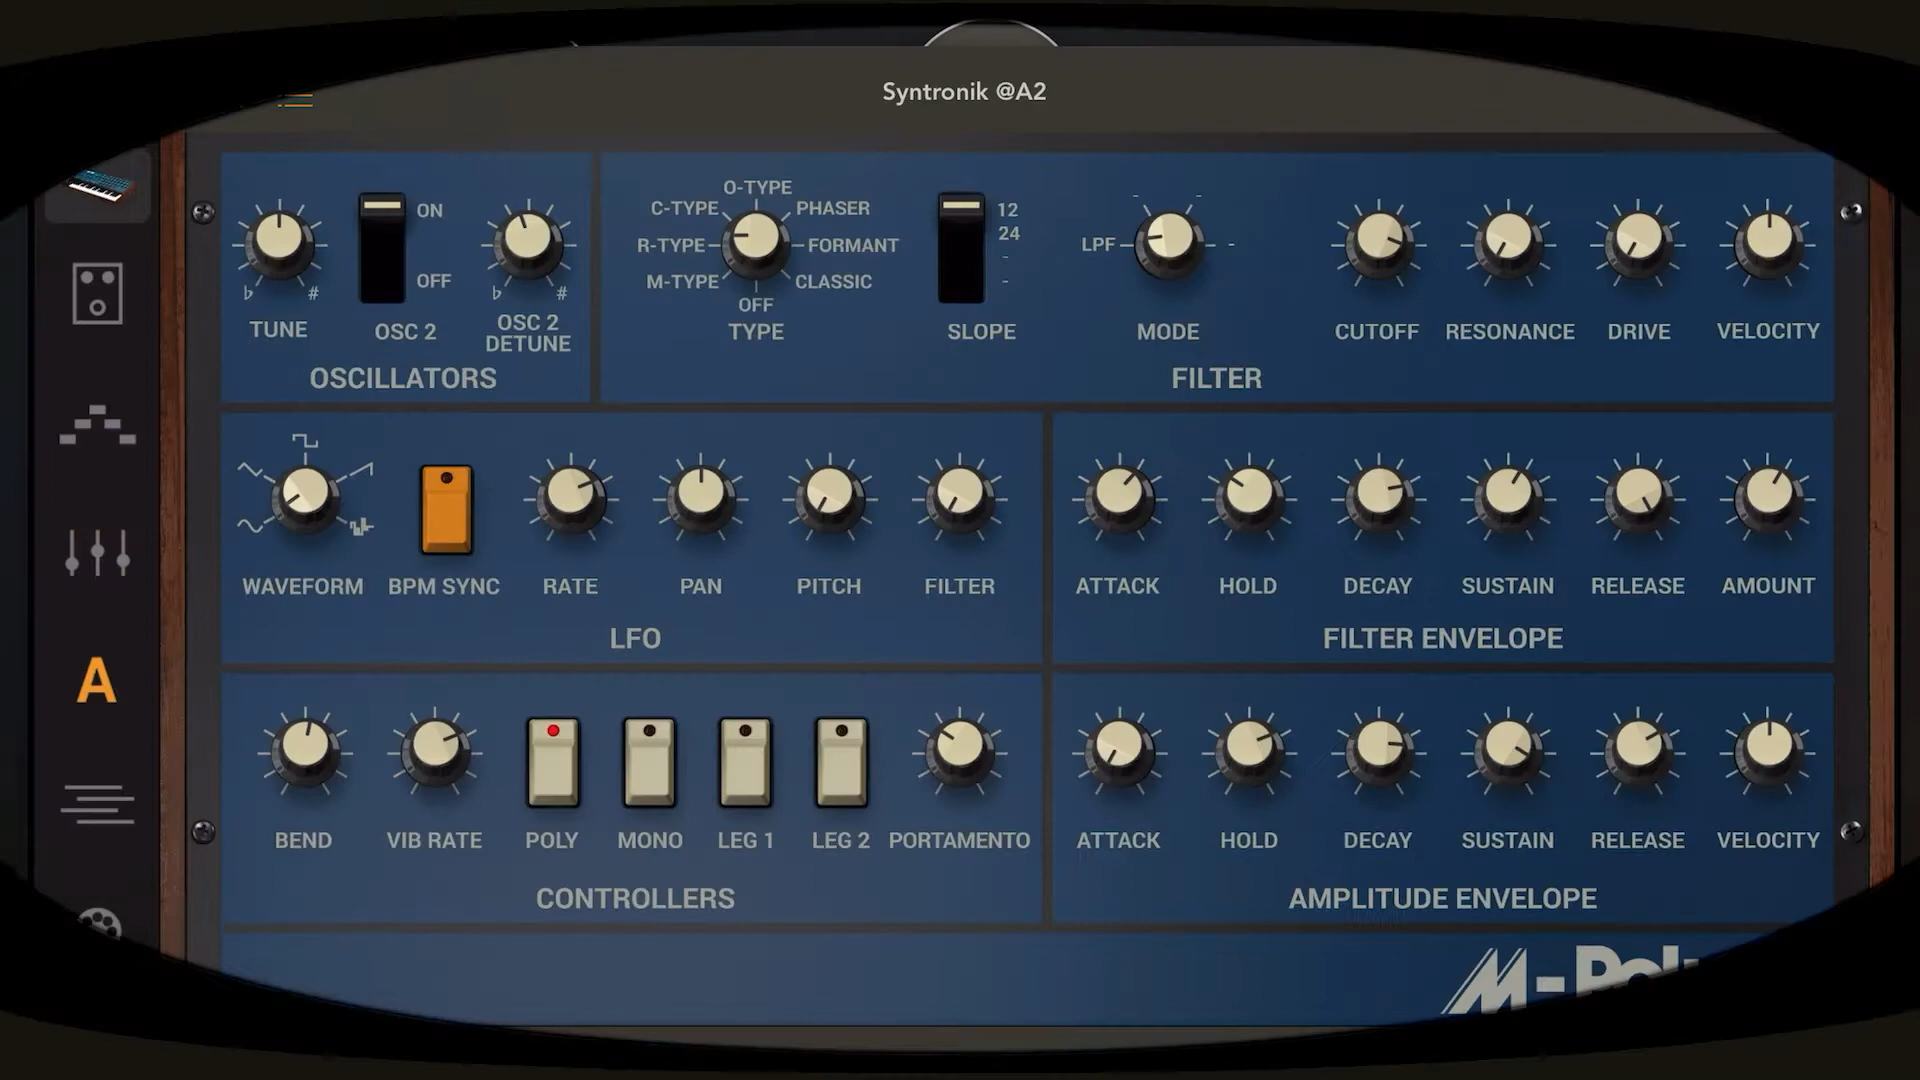 Syntronik @A2
ON
OFF
♭ #
TUNE
OSC 2
♭ #
OSC 2
DETUNE
OSCILLATORS
O-TYPE
C-TYPE
PHASER
R-TYPE
FORMANT
M-TYPE
CLASSIC
OFF
TYPE
12
24
-
-
SLOPE
- -
LPF -
MODE
CUTOFF
RESONANCE
DRIVE
VELOCITY
FILTER
WAVEFORM
BPM SYNC
RATE
PAN
PITCH
FILTER
LFO
ATTACK
HOLD
DECAY
SUSTAIN
RELEASE
AMOUNT
FILTER ENVELOPE
A
BEND
VIB RATE
POLY
MONO
LEG 1
LEG 2
PORTAMENTO
CONTROLLERS
ATTACK
HOLD
DECAY
SUSTAIN
RELEASE
VELOCITY
AMPLITUDE ENVELOPE